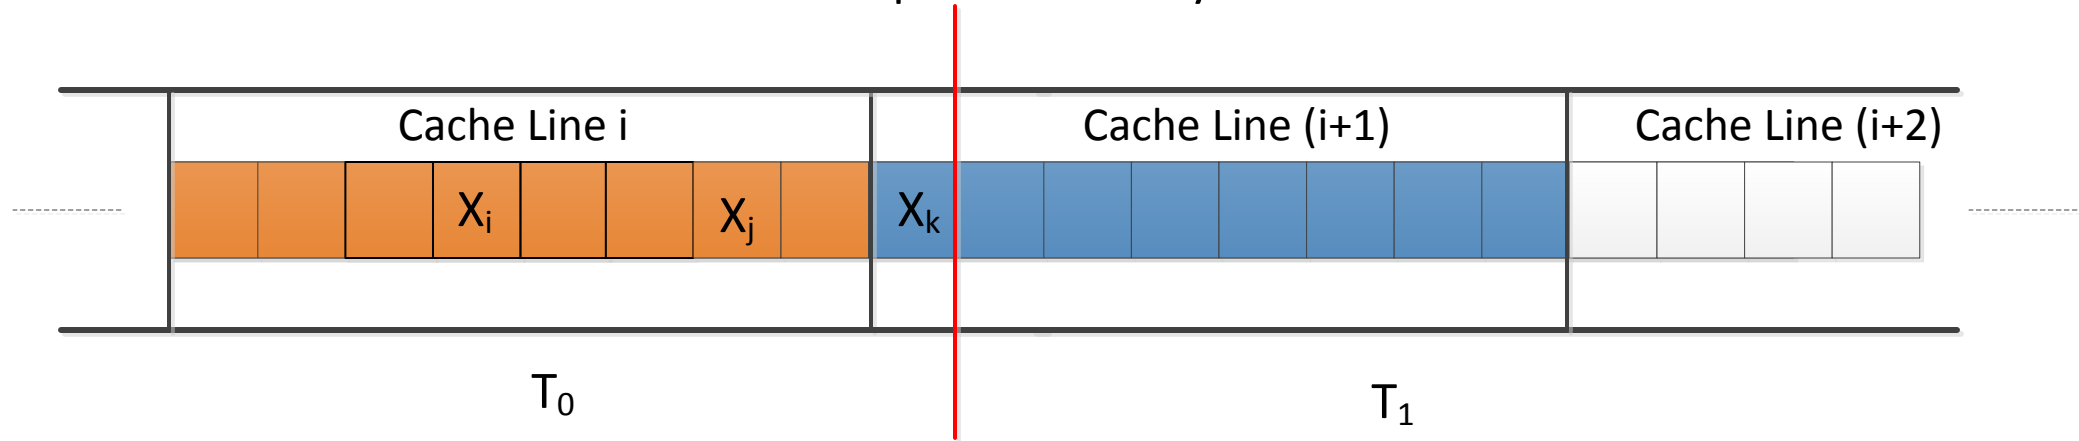 Cache Line i
Cache Line (i+1)
Cache Line (i+2)
Xᵢ
Xⱼ
Xₖ
T₀
T₁